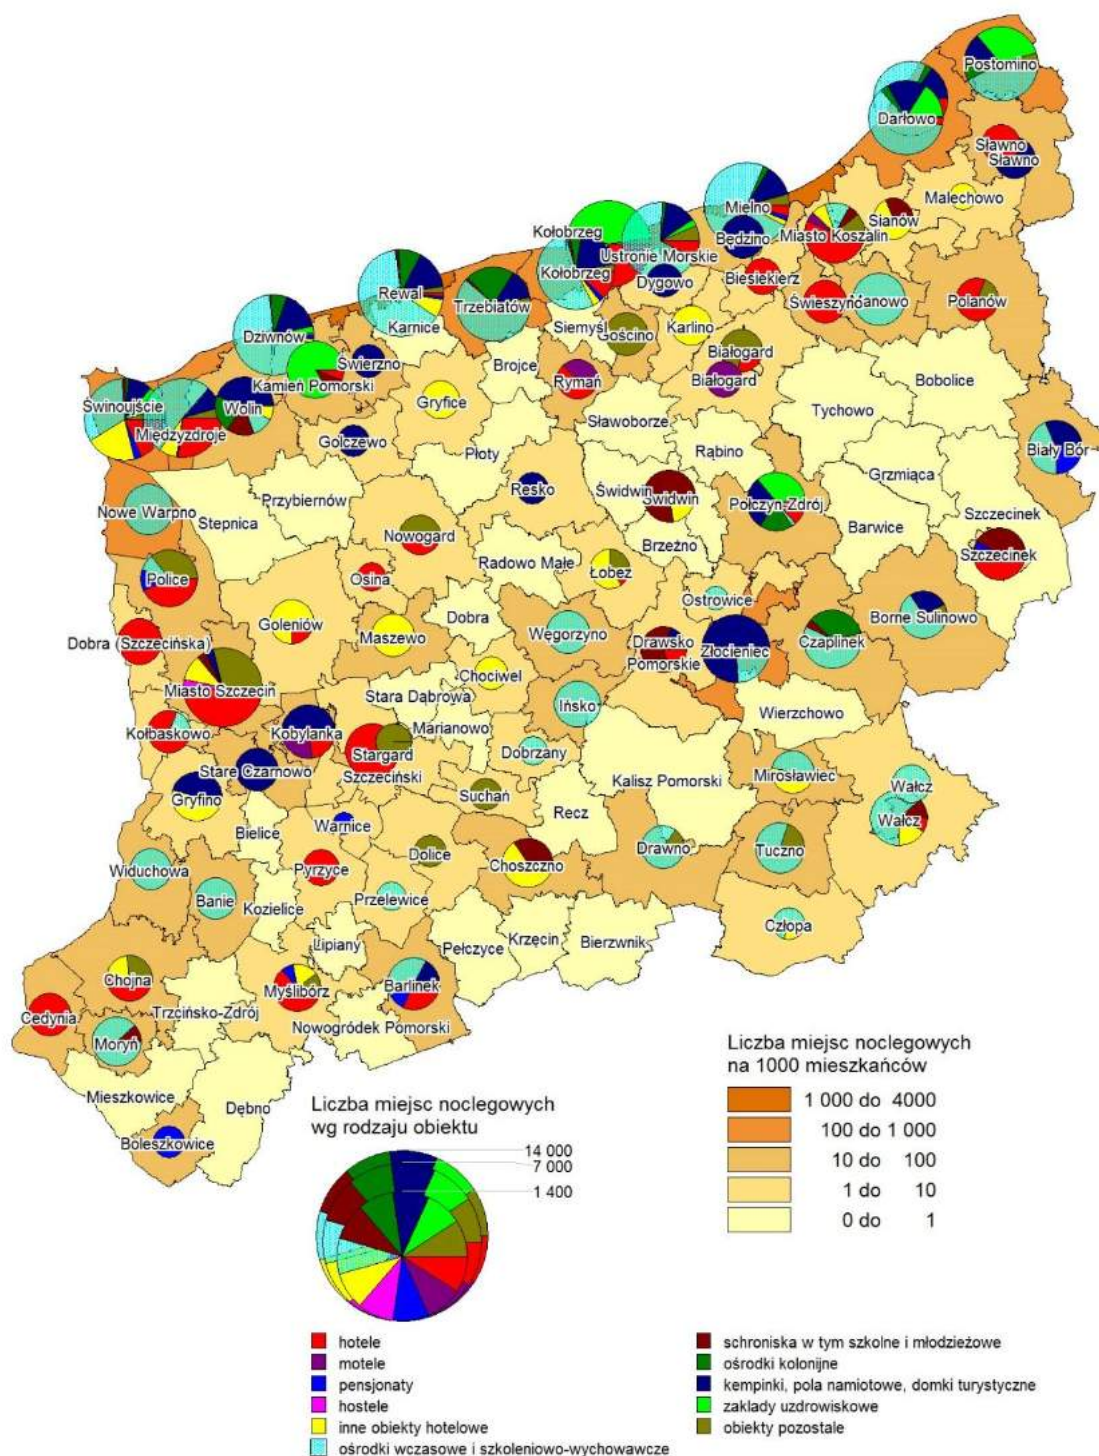 Postomino
Darłowo
Sławno
Sławno
Malechowo
Mielno
Sianów
Kołobrzeg
Będzino
Miasto Koszalin
Ustronie Morskie
Kołobrzeg
Dygowo
Biesiekierz
Rewal
Trzebiatów
Świeszyno
Manowo
Polanów
Karnice
Siemyśl
Gościno
Karlino
Dziwnów
Białogard
Świerzno
Brojce
Kamień Pomorski
Rymań
Białogard
Bobolice
Świnoujście
Wolin
Gryfice
Tychowo
Międzyzdroje
Golczewo
Sławoborze
Płoty
Rąbino
Biały Bór
Grzmiąca
Resko
Świdwin
Świdwin
Przybiernów
Połczyn-Zdrój
Nowe Warpno
Stepnica
Szczecinek
Barwice
Nowogard
Brzeżno
Szczecinek
Radowo Małe
Police
Osina
Łobez
Ostrowice
Dobra
Borne Sulinowo
Goleniów
Węgorzyno
Dobra (Szczecińska)
Maszewo
Drawsko
Pomorskie
Czaplinek
Złocieniec
Miasto Szczecin
Chociwel
Stara Dąbrowa
Ińsko
Wierzchowo
Kołbaskowo
Kobylanka
Marianowo
Stargard
Szczeciński
Dobrzany
Stare Czarnowo
Kalisz Pomorski
Mirosławiec
Wałcz
Gryfino
Suchań
Recz
Wałcz
Warnice
Bielice
Drawno
Tuczno
Dolice
Widuchowa
Pyrzyce
Choszczno
Banie
Przelewice
Kozielice
Człopa
Lipiany
Pełczyce
Krzęcin
Bierzwnik
Chojna
Myślibórz
Barlinek
Cedynia
Trzcińsko-Zdrój
Nowogródek Pomorski
Moryń
Mieszkowice
Dębno
Boleszkowice
Liczba miejsc noclegowych
na 1000 mieszkańców
1 000 do 4000
100 do 1 000
10 do 100
1 do 10
0 do 1
Liczba miejsc noclegowych
wg rodzaju obiektu
14 000
7 000
1 400
hotele
motele
pensjonaty
hostele
inne obiekty hotelowe
ośrodki wczasowe i szkoleniowo-wychowawcze
schroniska w tym szkolne i młodzieżowe
ośrodki kolonijne
kempinki, pola namiotowe, domki turystyczne
zaklady uzdrowiskowe
obiekty pozostale